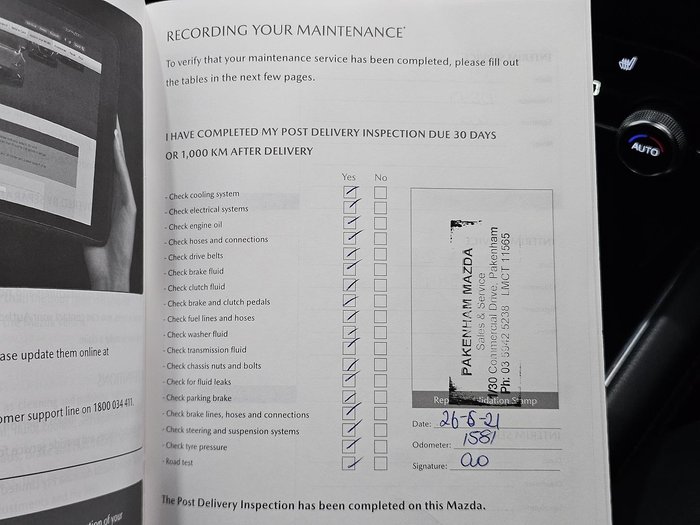 RECORDING YOUR MAINTENANCE*
To verify that your maintenance service has been completed, please fill out
the tables in the next few pages.
I HAVE COMPLETED MY POST DELIVERY INSPECTION DUE 30 DAYS
OR 1,000 KM AFTER DELIVERY
Yes No
- Check cooling system
- Check electrical systems
- Check engine oil
- Check hoses and connections
- Check drive belts
- Check brake fluid
- Check clutch fluid
- Check brake and clutch pedals
- Check fuel lines and hoses
- Check washer fluid
- Check transmission fluid
- Check chassis nuts and bolts
- Check for fluid leaks
- Check parking brake
- Check brake lines, hoses and connections
- Check steering and suspension systems
- Check tyre pressure
- Road test
PAKENHAM MAZDA
Sales & Service
1/30 Commercial Drive, Pakenham
Ph: 03 5942 5238 LMCT 11565
Stamp
Date: 26-6-21
Odometer: 1581
Signature:
The Post Delivery Inspection has been completed on this Mazda.
ase update them online at
omer support line on 1800 034 411.
ation of your
AUTO